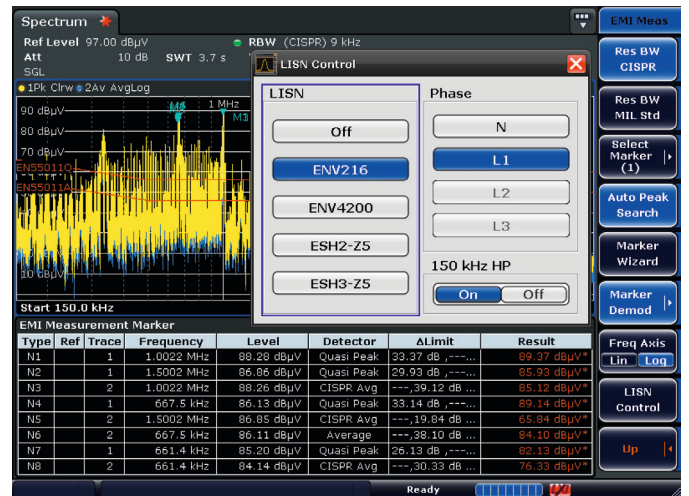 Spectrum
EMI Meas
Ref Level 97.00 dBµV RBW (CISPR) 9 kHz
Att 10 dB SWT 3.7 s
SGL
1Pk Clrw 2Av AvgLog
1 MHz
90 dBµV
80 dBµV
70 dBµV
EN55011Q
EN55011A
10 dBµV
Start 150.0 kHz
LISN Control
LISN
Off
ENV216
ENV4200
ESH2-Z5
ESH3-Z5
Phase
N
L1
L2
L3
150 kHz HP
On Off
Res BW
CISPR
Res BW
MIL Std
Select
Marker
(1)
Auto Peak
Search
Marker
Wizard
Marker
Demod
Freq Axis
Lin Log
LISN
Control
Up
EMI Measurement Marker
Type Ref Trace Frequency Level Detector ΔLimit Result
N1 1 1.0022 MHz 88.28 dBµV Quasi Peak 33.37 dB ,---... 89.37 dBµV*
N2 1 1.5002 MHz 86.86 dBµV Quasi Peak 29.93 dB ,---... 85.93 dBµV*
N3 2 1.0022 MHz 88.26 dBµV CISPR Avg ---,39.12 dB ... 85.12 dBµV*
N4 1 667.5 kHz 86.13 dBµV Quasi Peak 33.14 dB ,---... 89.14 dBµV*
N5 2 1.5002 MHz 86.85 dBµV CISPR Avg ---,19.84 dB ... 65.84 dBµV*
N6 2 667.5 kHz 86.11 dBµV Average ---,38.10 dB ... 84.10 dBµV*
N7 1 661.4 kHz 85.20 dBµV Quasi Peak 26.13 dB ,---... 82.13 dBµV*
N8 2 661.4 kHz 84.14 dBµV CISPR Avg ---,30.33 dB ... 76.33 dBµV*
Ready